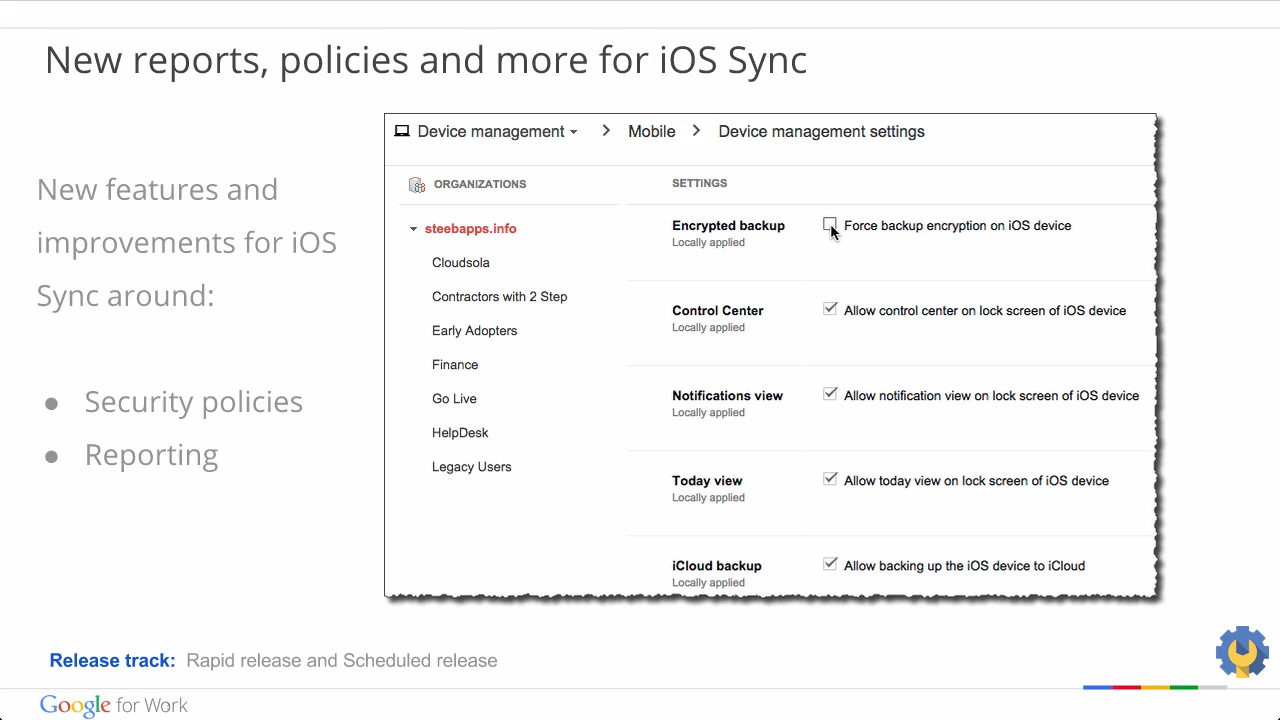 New reports, policies and more for iOS Sync
New features and
improvements for iOS
Sync around:
● Security policies
● Reporting
Device management > Mobile > Device management settings
ORGANIZATIONS
steebapps.info
Cloudsola
Contractors with 2 Step
Early Adopters
Finance
Go Live
HelpDesk
Legacy Users
SETTINGS
Encrypted backup Force backup encryption on iOS device
Locally applied
Control Center Allow control center on lock screen of iOS device
Locally applied
Notifications view Allow notification view on lock screen of iOS device
Locally applied
Today view Allow today view on lock screen of iOS device
Locally applied
iCloud backup Allow backing up the iOS device to iCloud
Locally applied
Release track: Rapid release and Scheduled release
Google for Work